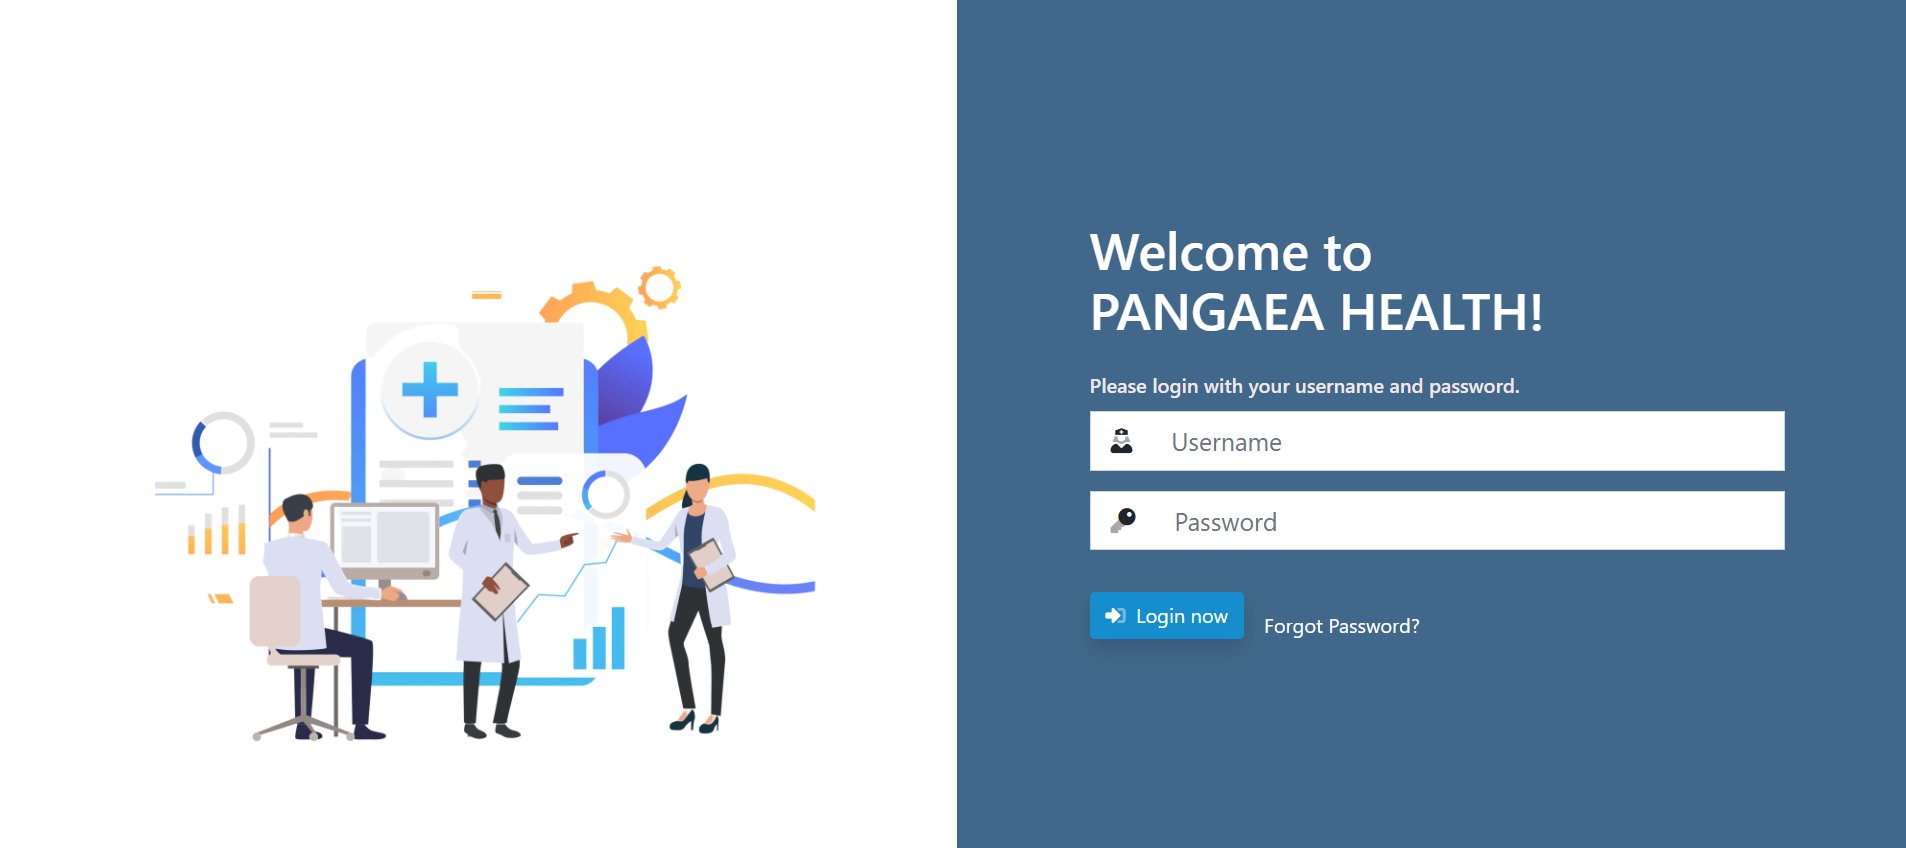 Welcome to
PANGAEA HEALTH!
Please login with your username and password.
Username
Password
Login now
Forgot Password?